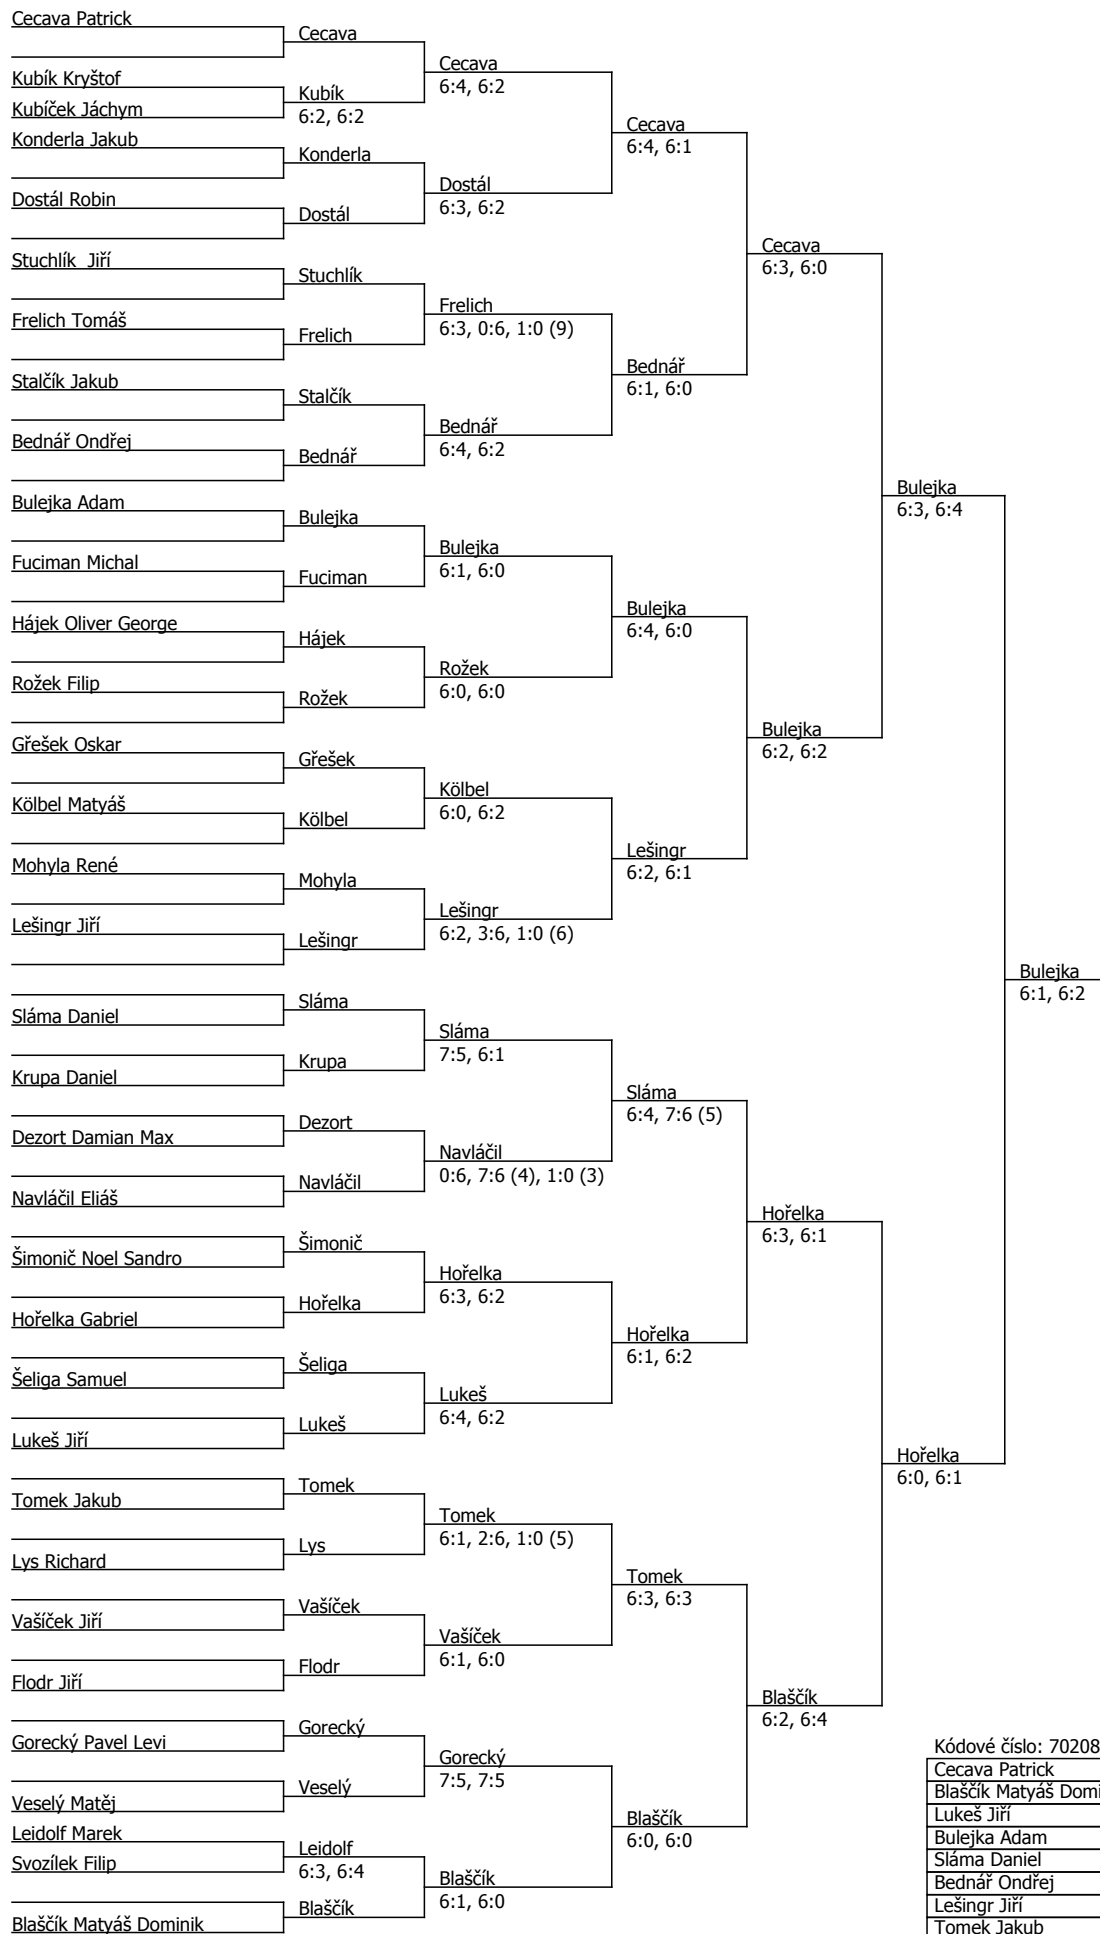 Cecava Patrick
Kubík Kryštof
Kubíček Jáchym
Konderla Jakub
Dostál Robin
Stuchlík  Jiří
Frelich Tomáš
Stalčík Jakub
Bednář Ondřej
Bulejka Adam
Fuciman Michal
Hájek Oliver George
Rožek Filip
Gřešek Oskar
Kölbel Matyáš
Mohyla René
Lešingr Jiří
Sláma Daniel
Krupa Daniel
Dezort Damian Max
Navláčil Eliáš
Šimonič Noel Sandro
Hořelka Gabriel
Šeliga Samuel
Lukeš Jiří
Tomek Jakub
Lys Richard
Vašíček Jiří
Flodr Jiří
Gorecký Pavel Levi
Veselý Matěj
Leidolf Marek
Svozílek Filip
Blaščík Matyáš Dominik
Cecava
Kubík
6:2, 6:2
Konderla
Dostál
Stuchlík
Frelich
Stalčík
Bednář
Bulejka
Fuciman
Hájek
Rožek
Gřešek
Kölbel
Mohyla
Lešingr
Sláma
Krupa
Dezort
Navláčil
Šimonič
Hořelka
Šeliga
Lukeš
Tomek
Lys
Vašíček
Flodr
Gorecký
Veselý
Leidolf
6:3, 6:4
Blaščík
Cecava
6:4, 6:2
Dostál
6:3, 6:2
Frelich
6:3, 0:6, 1:0 (9)
Bednář
6:4, 6:2
Bulejka
6:1, 6:0
Rožek
6:0, 6:0
Kölbel
6:0, 6:2
Lešingr
6:2, 3:6, 1:0 (6)
Sláma
7:5, 6:1
Navláčil
0:6, 7:6 (4), 1:0 (3)
Hořelka
6:3, 6:2
Lukeš
6:4, 6:2
Tomek
6:1, 2:6, 1:0 (5)
Vašíček
6:1, 6:0
Gorecký
7:5, 7:5
Blaščík
6:1, 6:0
Cecava
6:4, 6:1
Bednář
6:1, 6:0
Bulejka
6:4, 6:0
Lešingr
6:2, 6:1
Sláma
6:4, 7:6 (5)
Hořelka
6:1, 6:2
Tomek
6:3, 6:3
Blaščík
6:0, 6:0
Cecava
6:3, 6:0
Bulejka
6:2, 6:2
Hořelka
6:3, 6:1
Blaščík
6:2, 6:4
Bulejka
6:3, 6:4
Hořelka
6:0, 6:1
Bulejka
6:1, 6:2
Kódové číslo: 70208
Cecava Patrick
Blaščík Matyáš Domi
Lukeš Jiří
Bulejka Adam
Sláma Daniel
Bednář Ondřej
Lešingr Jiří
Tomek Jakub